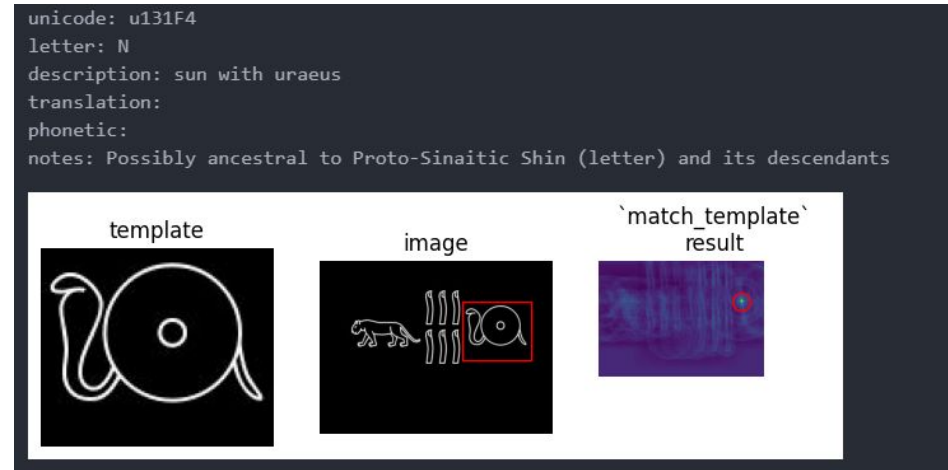 unicode: u131F4
letter: N
description: sun with uraeus
translation:
phonetic:
notes: Possibly ancestral to Proto-Sinaitic Shin (letter) and its descendants
template
image
`match_template`
result